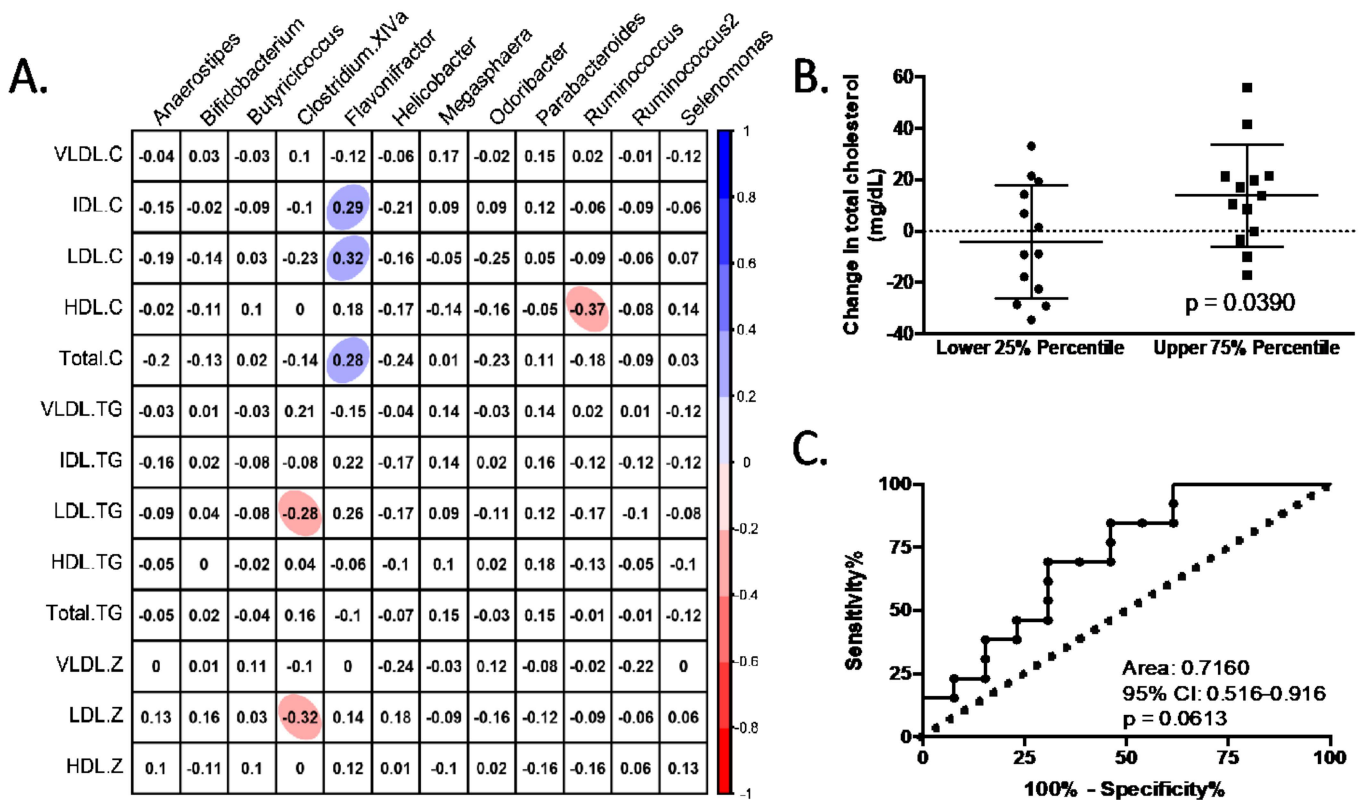 A.
Anaerostipes Bifidobacterium Butyricicoccus Clostridium.XIVa Flavonifractor Helicobacter Megasphaera Odoribacter Parabacteroides Ruminococcus Ruminococcus2 Selenomonas
VLDL.C -0.04 0.03 -0.03 0.1 -0.12 -0.06 0.17 -0.02 0.15 0.02 -0.01 -0.12
IDL.C -0.15 -0.02 -0.09 -0.1 0.29 -0.21 0.09 0.09 0.12 -0.06 -0.09 -0.06
LDL.C -0.19 -0.14 0.03 -0.23 0.32 -0.16 -0.05 -0.25 0.05 -0.09 -0.06 0.07
HDL.C -0.02 -0.11 0.1 0 0.18 -0.17 -0.14 -0.16 -0.05 -0.37 -0.08 0.14
Total.C -0.2 -0.13 0.02 -0.14 0.28 -0.24 0.01 -0.23 0.11 -0.18 -0.09 0.03
VLDL.TG -0.03 0.01 -0.03 0.21 -0.15 -0.04 0.14 -0.03 0.14 0.02 0.01 -0.12
IDL.TG -0.16 0.02 -0.08 -0.08 0.22 -0.17 0.14 0.02 0.16 -0.12 -0.12 -0.12
LDL.TG -0.09 0.04 -0.08 -0.28 0.26 -0.17 0.09 -0.11 0.12 -0.17 -0.1 -0.08
HDL.TG -0.05 0 -0.02 0.04 -0.06 -0.1 0.1 0.02 0.18 -0.13 -0.05 -0.1
Total.TG -0.05 0.02 -0.04 0.16 -0.1 -0.07 0.15 -0.03 0.15 -0.01 -0.01 -0.12
VLDL.Z 0 0.01 0.11 -0.1 0 -0.24 -0.03 0.12 -0.08 -0.02 -0.22 0
LDL.Z 0.13 0.16 0.03 -0.32 0.14 0.18 -0.09 -0.16 -0.12 -0.09 -0.06 0.06
HDL.Z 0.1 -0.11 0.1 0 0.12 0.01 -0.1 0.02 -0.16 -0.16 0.06 0.13
1
0.8
0.6
0.4
0.2
0
-0.2
-0.4
-0.6
-0.8
-1
B.
Change in total cholesterol
(mg/dL)
60
40
20
0
-20
-40
p = 0.0390
Lower 25% Percentile Upper 75% Percentile
C.
Sensitivity%
100
75
50
25
0
Area: 0.7160
95% CI: 0.516-0.916
p = 0.0613
0 25 50 75 100
100% - Specificity%